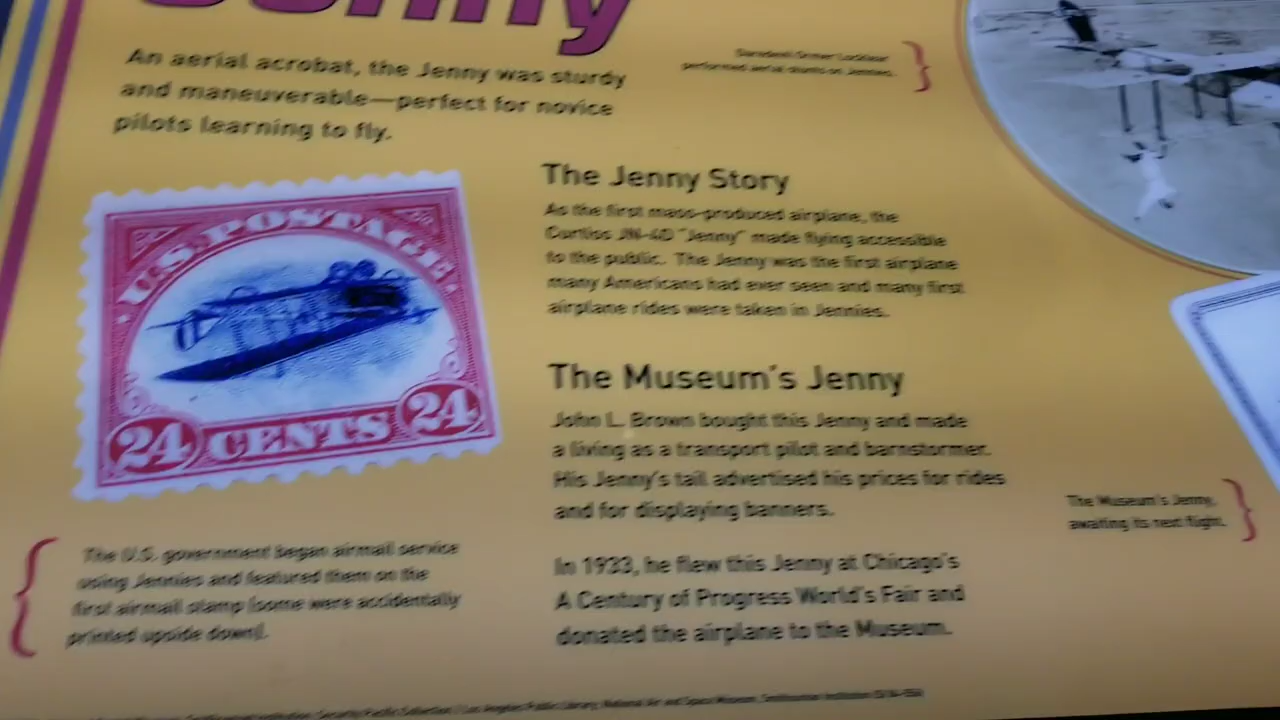 Jenny
An aerial acrobat, the Jenny was sturdy
and maneuverable—perfect for novice
pilots learning to fly.
performed aerial stunts on Jennies.
U.S. POSTAGE
24 CENTS 24
The U.S. government began airmail service
using Jennies and featured them on the
first airmail stamp (some were accidentally
printed upside down).
The Jenny Story
As the first mass-produced airplane, the
Curtiss JN-4D "Jenny" made flying accessible
to the public. The Jenny was the first airplane
many Americans had ever seen and many first
airplane rides were taken in Jennies.
The Museum's Jenny
John L. Brown bought this Jenny and made
a living as a transport pilot and barnstormer.
His Jenny's tail advertised his prices for rides
and for displaying banners.
In 1933, he flew this Jenny at Chicago's
A Century of Progress World's Fair and
donated the airplane to the Museum.
The Museum's Jenny,
awaiting its next flight.